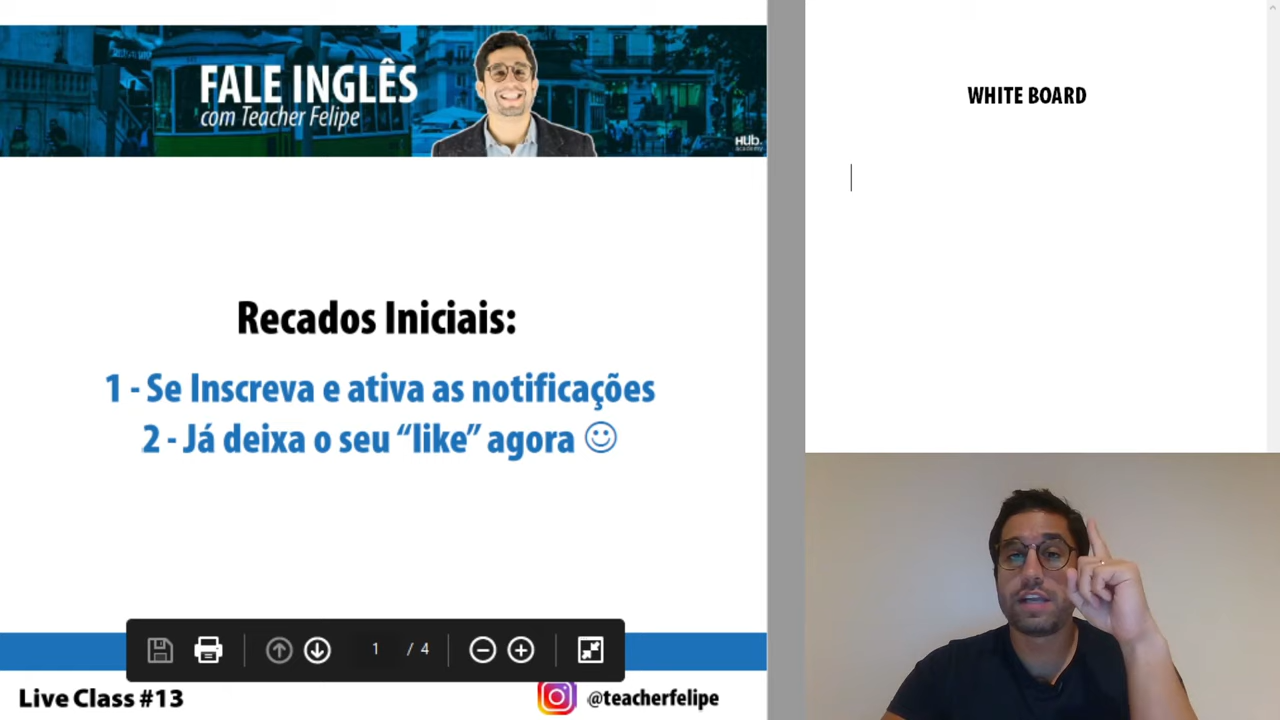 FALE INGLÊS
com Teacher Felipe
HUb
academy
Recados Iniciais:
1 - Se Inscreva e ativa as notificações
2 - Já deixa o seu “like” agora ☺
1 / 4
Live Class #13
@teacherfelipe
WHITE BOARD